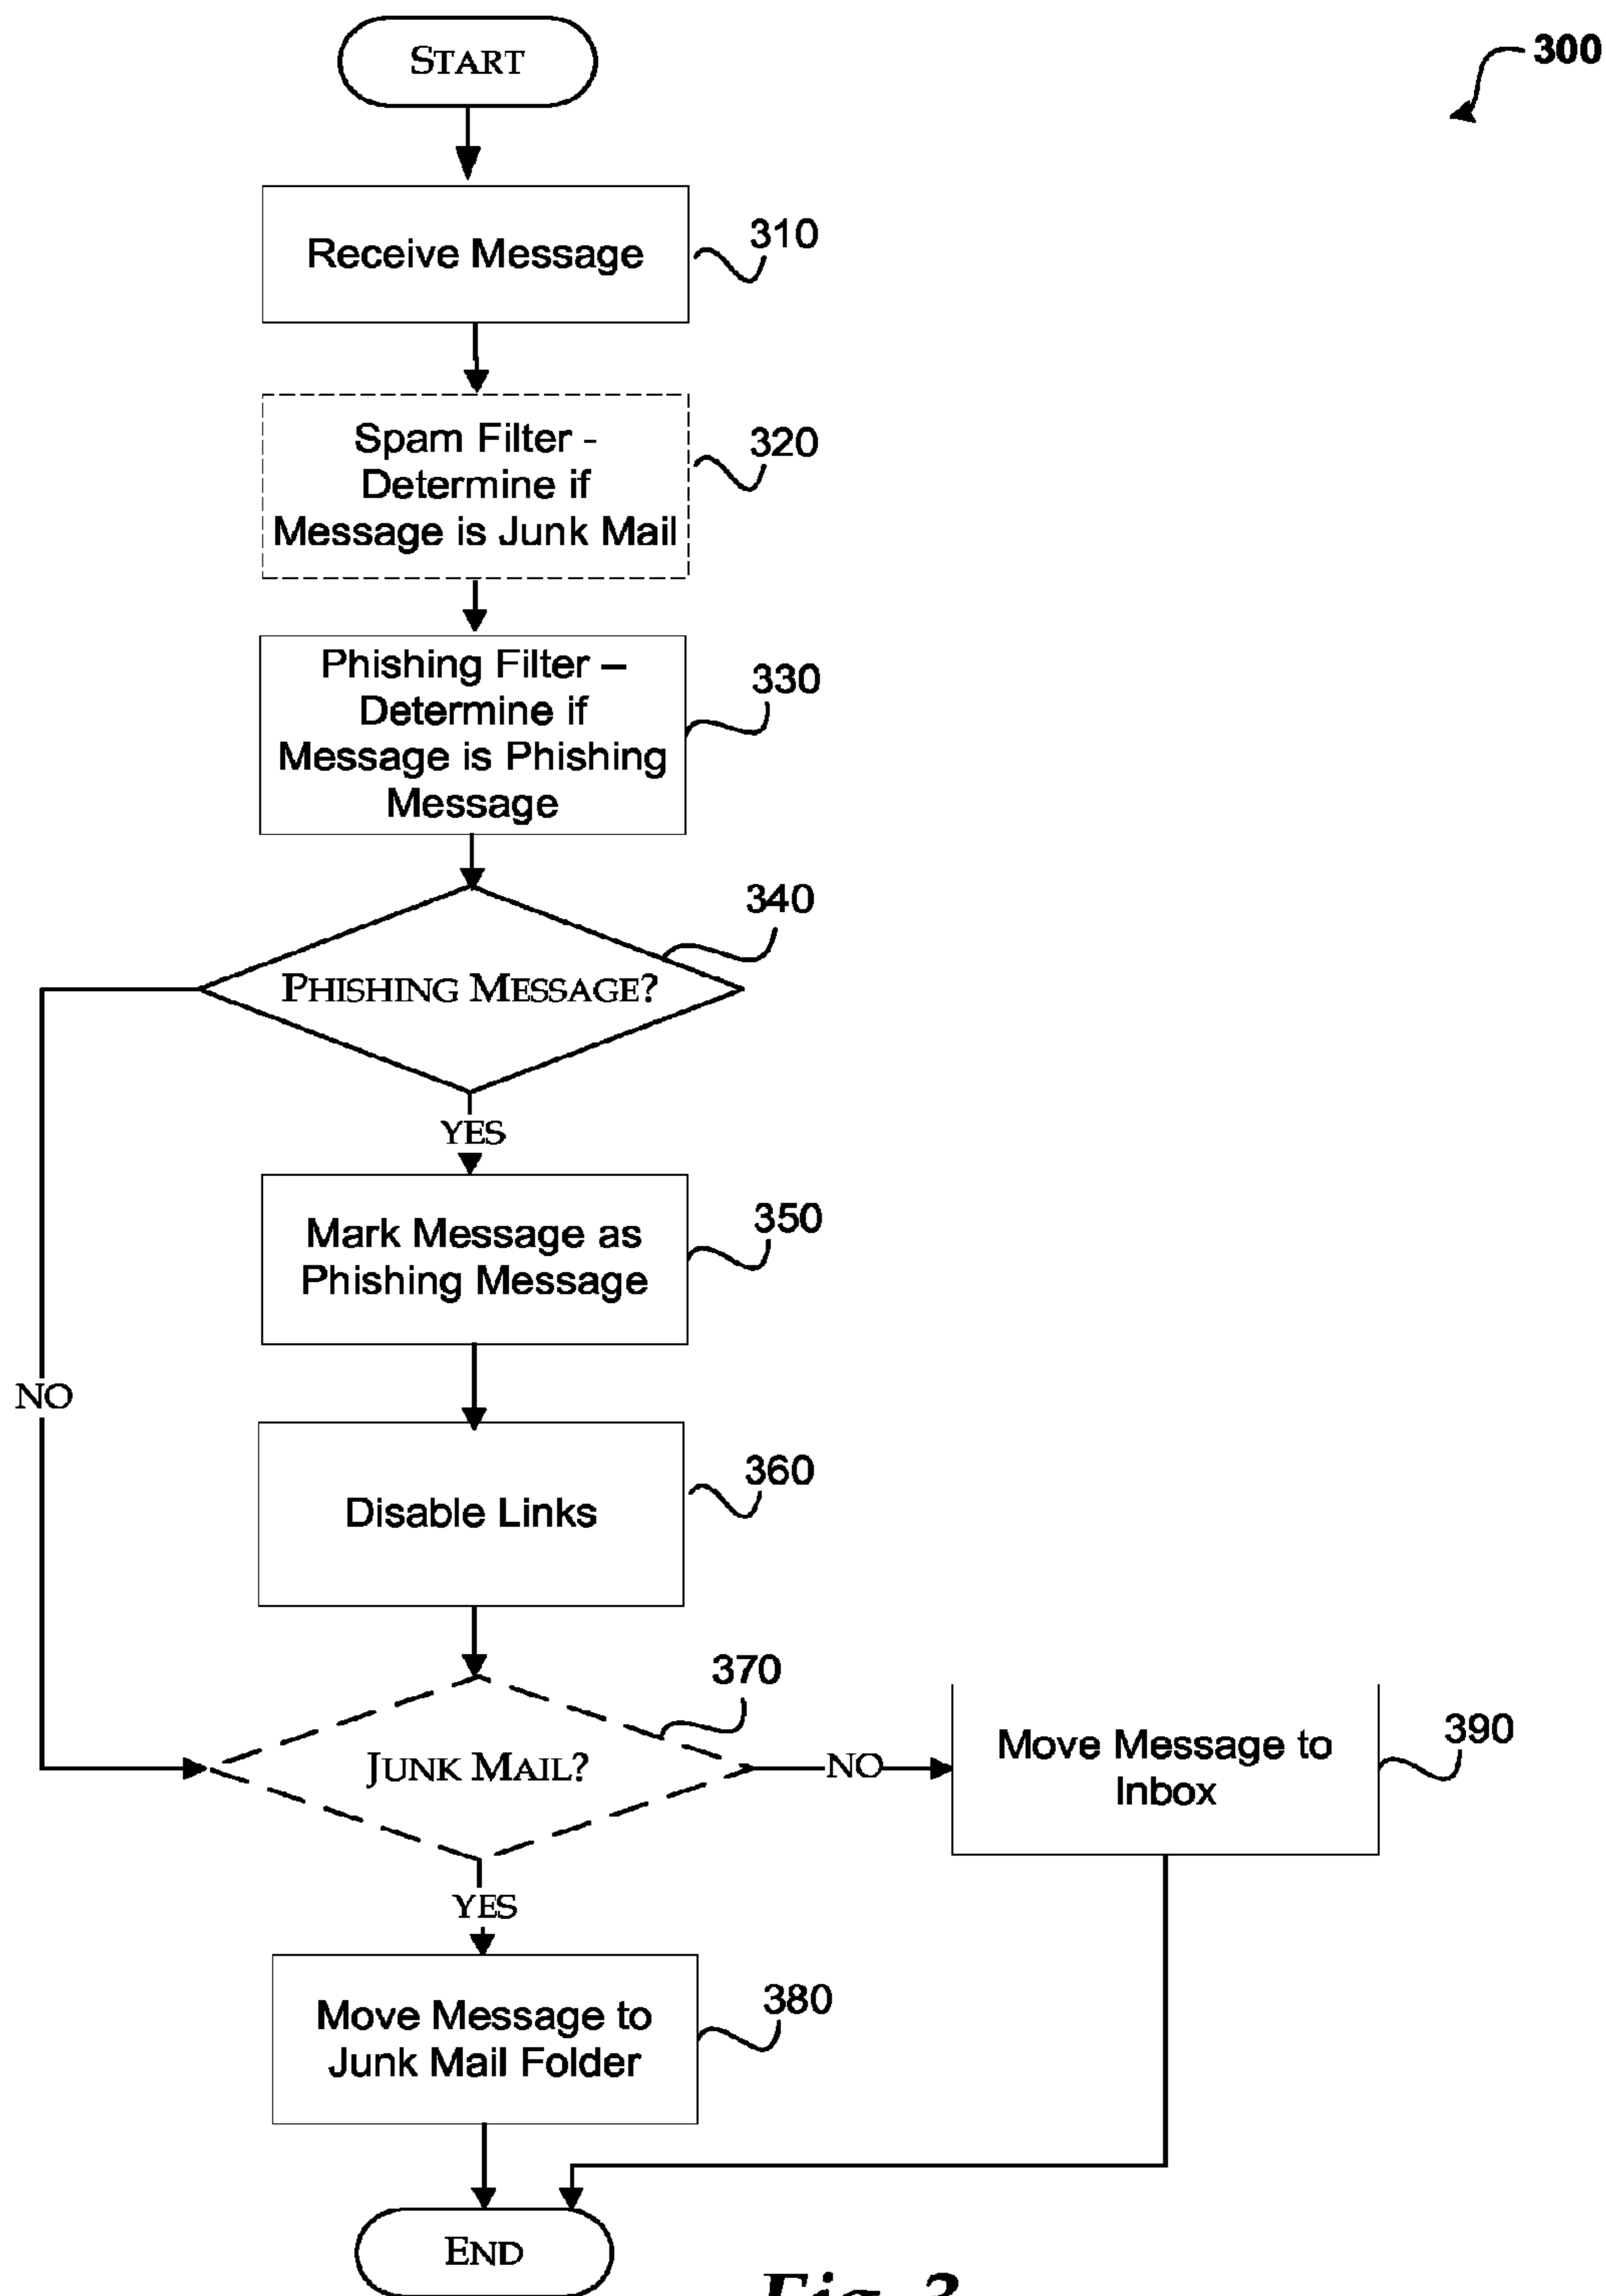 START
300
Receive Message
310
Spam Filter -
Determine if
Message is Junk Mail
320
Phishing Filter –
Determine if
Message is Phishing
Message
330
340
PHISHING MESSAGE?
YES
Mark Message as
Phishing Message
350
NO
Disable Links
360
370
JUNK MAIL?
NO
Move Message to
Inbox
390
YES
Move Message to
Junk Mail Folder
380
END
Fig. 3